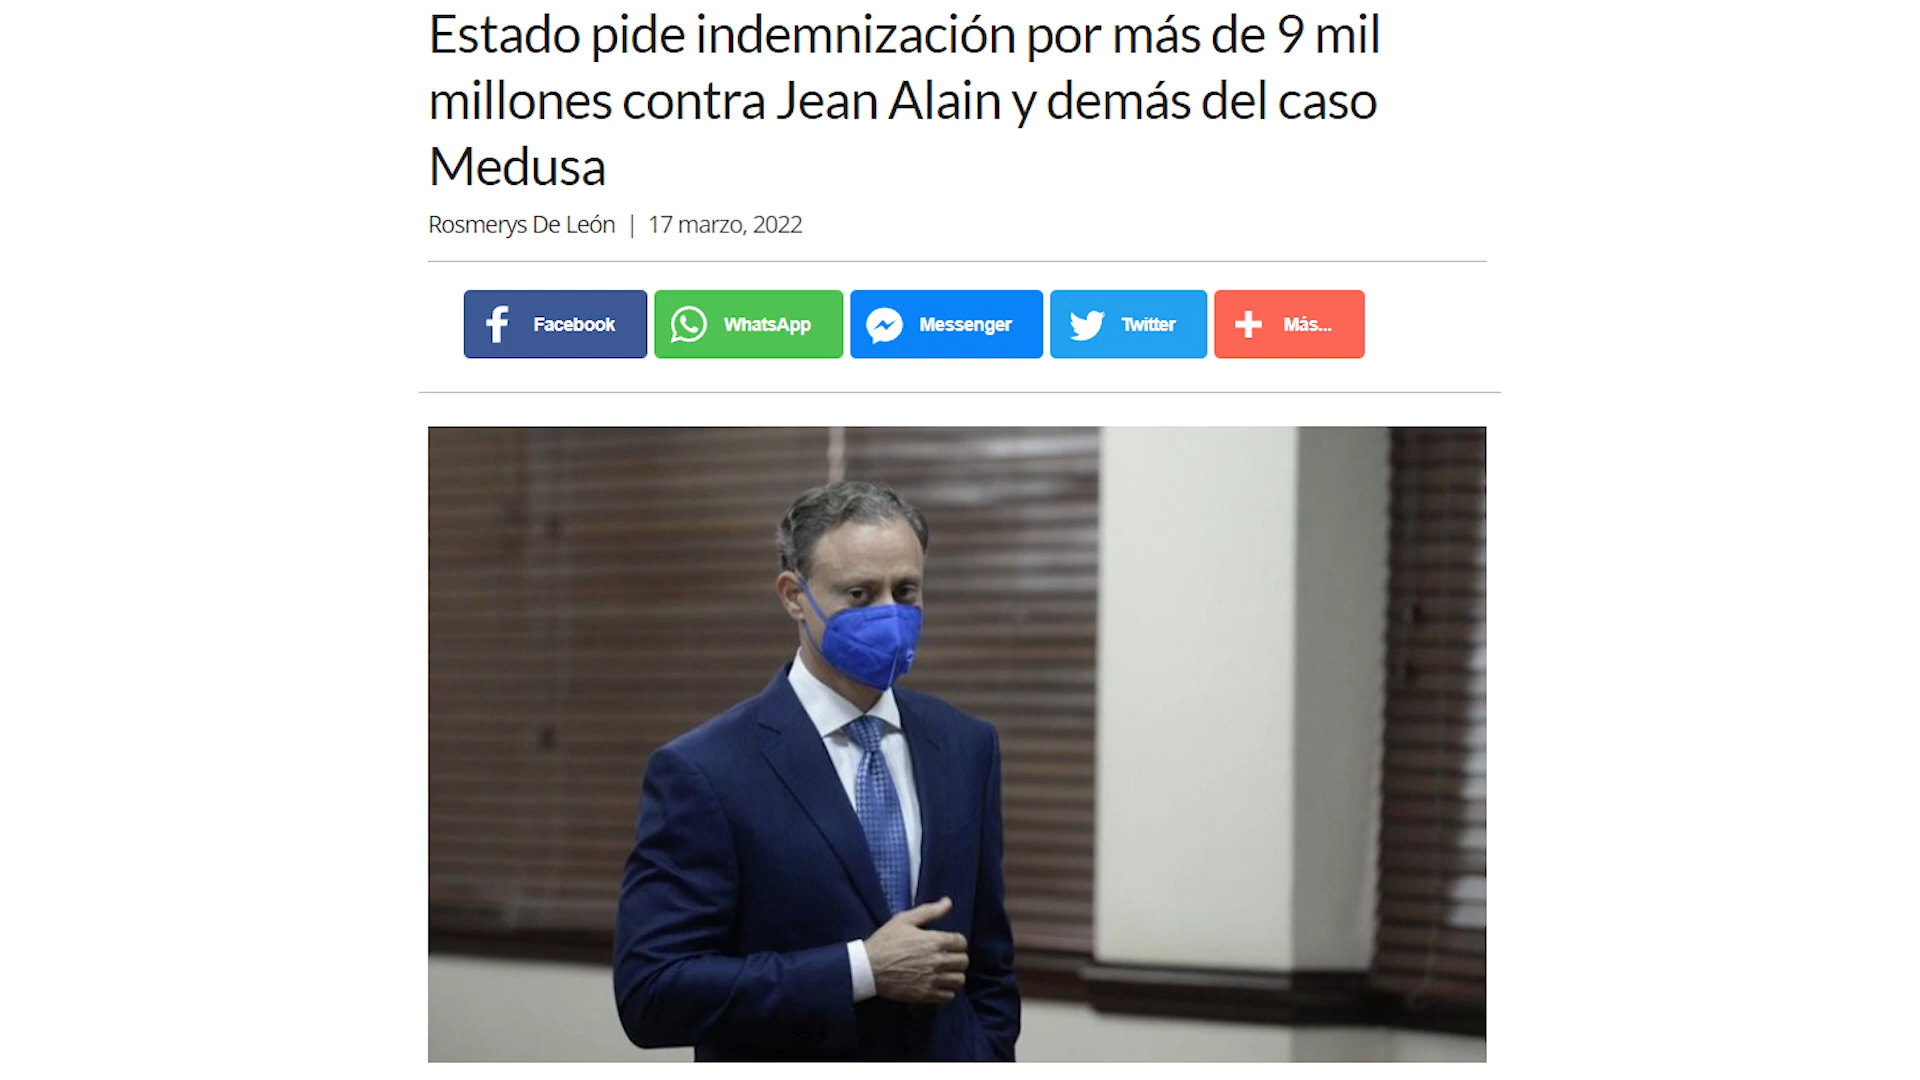 Estado pide indemnización por más de 9 mil
millones contra Jean Alain y demás del caso
Medusa
Rosmerys De León | 17 marzo, 2022
Facebook
WhatsApp
Messenger
Twitter
Más...